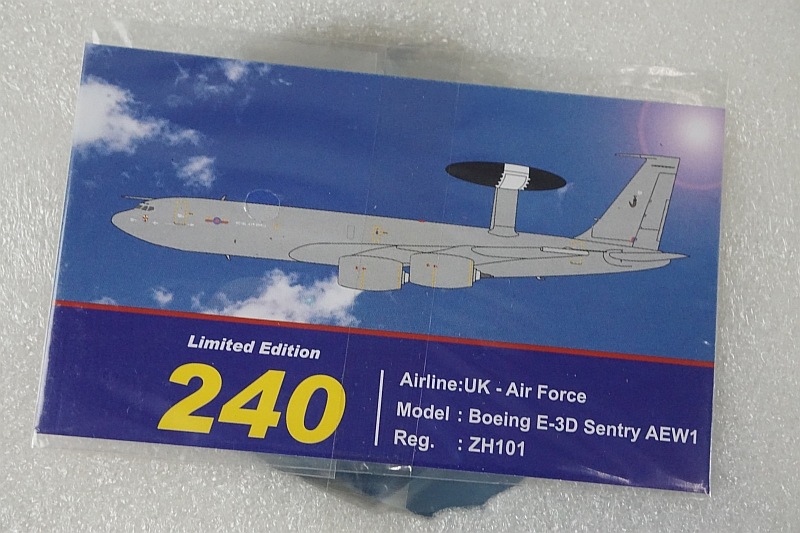 Limited Edition
240
Airline:UK - Air Force
Model : Boeing E-3D Sentry AEW1
Reg. : ZH101